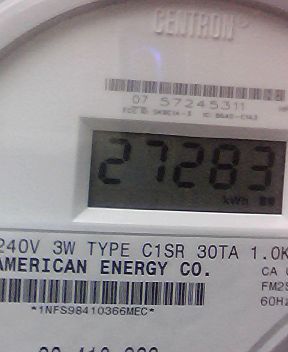 CENTRON®
07 57245311
27283
kWh
240V 3W TYPE C1SR 30TA 1.0K
AMERICAN ENERGY CO.
CA
FM2S
60Hz
*1NFS98410366MEC*